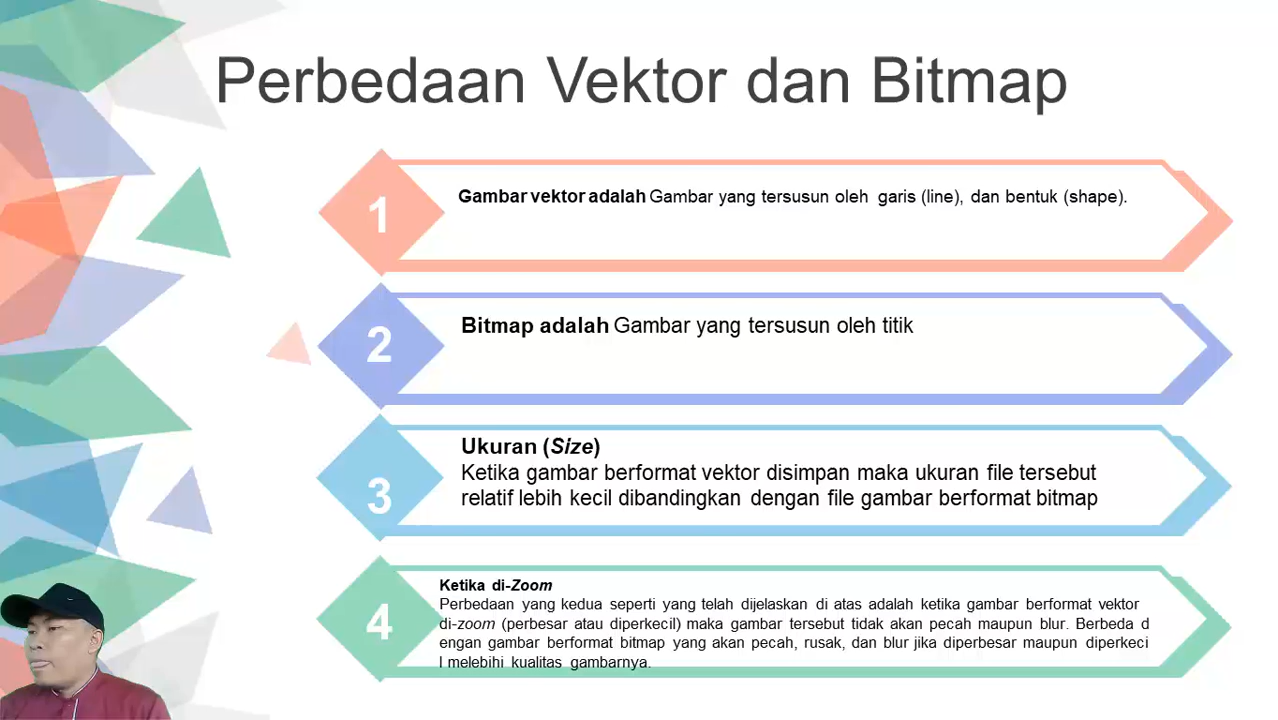 Perbedaan Vektor dan Bitmap
1
Gambar vektor adalah Gambar yang tersusun oleh garis (line), dan bentuk (shape).
2
Bitmap adalah Gambar yang tersusun oleh titik
3
Ukuran (Size)
Ketika gambar berformat vektor disimpan maka ukuran file tersebut
relatif lebih kecil dibandingkan dengan file gambar berformat bitmap
4
Ketika di-Zoom
Perbedaan yang kedua seperti yang telah dijelaskan di atas adalah ketika gambar berformat vektor
di-zoom (perbesar atau diperkecil) maka gambar tersebut tidak akan pecah maupun blur. Berbeda d
engan gambar berformat bitmap yang akan pecah, rusak, dan blur jika diperbesar maupun diperkeci
l melebihi kualitas gambarnya.